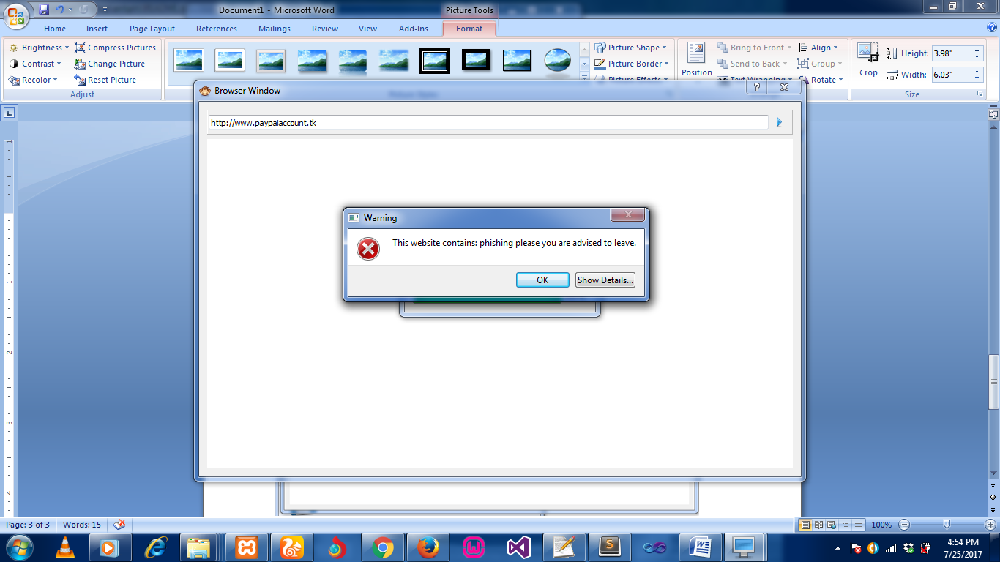 Document1 - Microsoft Word
Picture Tools
Home Insert Page Layout References Mailings Review View Add-Ins Format
Brightness Compress Pictures Picture Shape Bring to Front Align Height: 3.98"
Contrast Change Picture Picture Border Send to Back Group
Recolor Reset Picture Picture Effects Position Text Wrapping Rotate Crop Width: 6.03"
Adjust Size
Browser Window
http://www.paypaiaccount.tk
Warning
This website contains: phishing please you are advised to leave.
OK Show Details...
Page: 3 of 3 Words: 15 100%
4:54 PM
7/25/2017